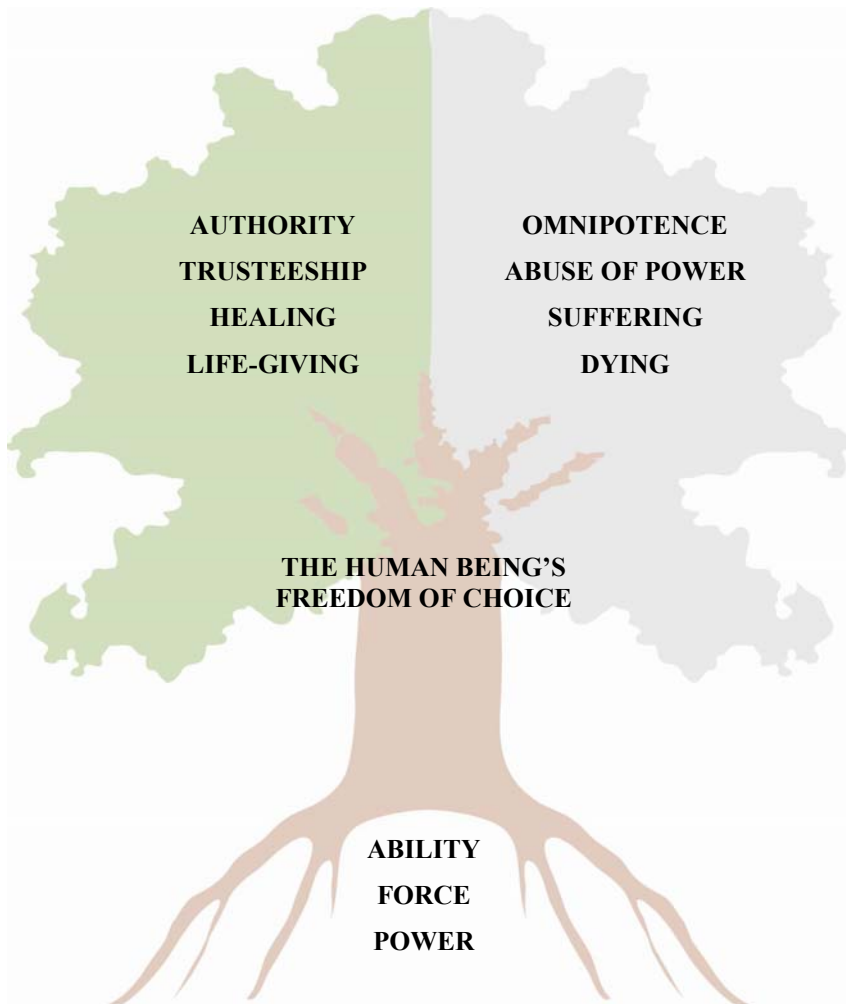 AUTHORITY
TRUSTEESHIP
HEALING
LIFE-GIVING
OMNIPOTENCE
ABUSE OF POWER
SUFFERING
DYING
THE HUMAN BEING’S
FREEDOM OF CHOICE
ABILITY
FORCE
POWER